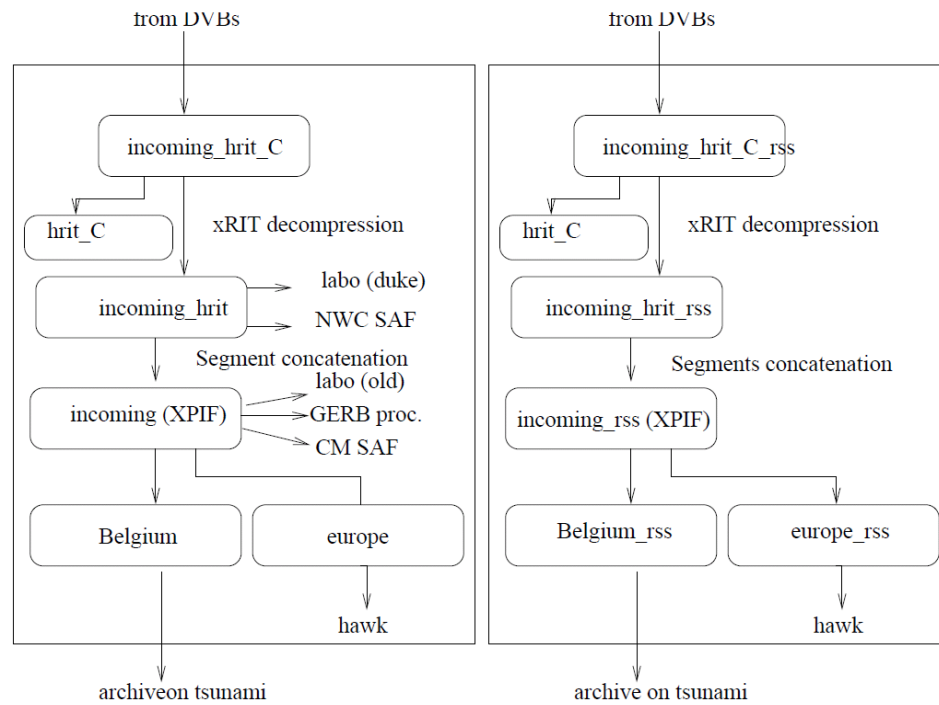 from DVBs
incoming_hrit_C
hrit_C
xRIT decompression
incoming_hrit
labo (duke)
NWC SAF
Segment concatenation
labo (old)
incoming (XPIF)
GERB proc.
CM SAF
Belgium
europe
hawk
archiveon tsunami
from DVBs
incoming_hrit_C_rss
hrit_C
xRIT decompression
incoming_hrit_rss
Segments concatenation
incoming_rss (XPIF)
Belgium_rss
europe_rss
hawk
archive on tsunami